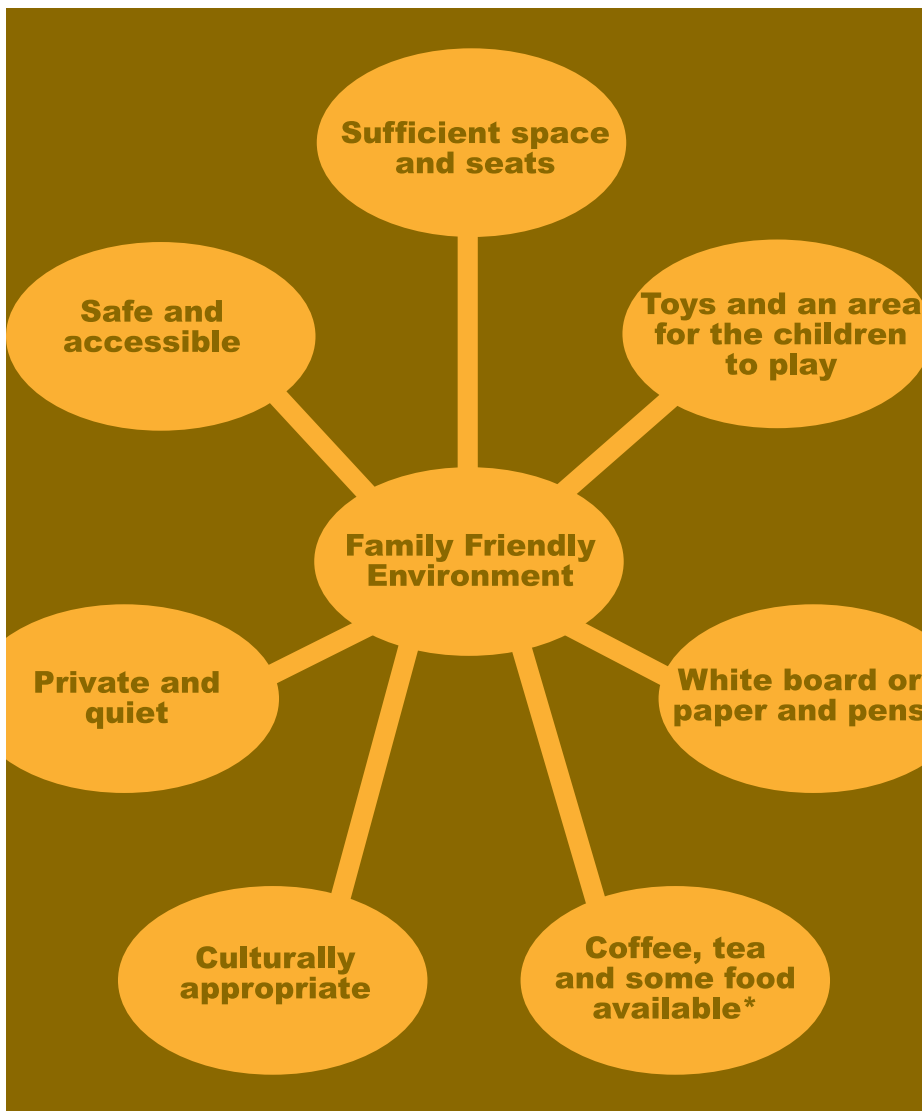 Sufficient space
and seats
Safe and
accessible
Toys and an area
for the children
to play
Family Friendly
Environment
Private and
quiet
White board or
paper and pens
Culturally
appropriate
Coffee, tea
and some food
available*